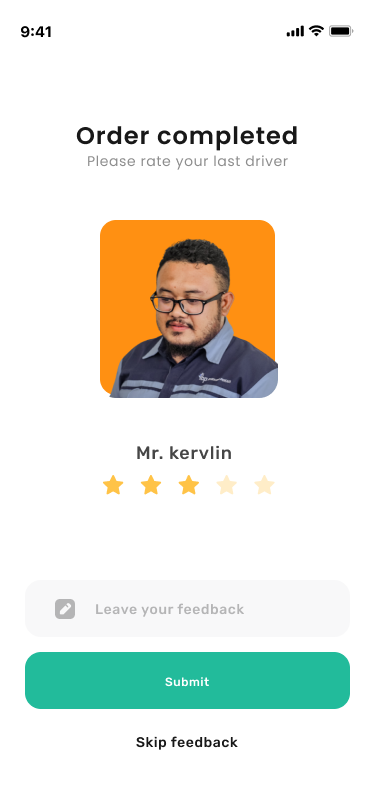 9:41
Order completed
Please rate your last driver
Mr. kervlin
Leave your feedback
Submit
Skip feedback